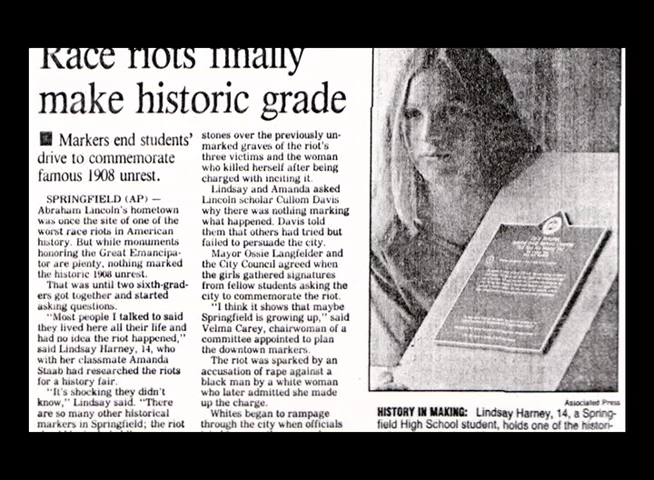 Race riots finally
make historic grade
Markers end students'
drive to commemorate
famous 1908 unrest.
SPRINGFIELD (AP) —
Abraham Lincoln's hometown
was once the site of one of the
worst race riots in American
history. But while monuments
honoring the Great Emancipa-
tor are plenty, nothing marked
the historic 1908 unrest.
That was until two sixth-grad-
ers got together and started
asking questions.
"Most people I talked to said
they lived here all their life and
had no idea the riot happened,"
said Lindsay Harney, 14, who
with her classmate Amanda
Staab had researched the riots
for a history fair.
"It's shocking they didn't
know," Lindsay said. "There
are so many other historical
markers in Springfield; the riot
stones over the previously un-
marked graves of the riot's
three victims and the woman
who killed herself after being
charged with inciting it.
Lindsay and Amanda asked
Lincoln scholar Cullom Davis
why there was nothing marking
what happened. Davis told
them that others had tried but
failed to persuade the city.
Mayor Ossie Langfelder and
the City Council agreed when
the girls gathered signatures
from fellow students asking the
city to commemorate the riot.
"I think it shows that maybe
Springfield is growing up," said
Velma Carey, chairwoman of a
committee appointed to plan
the downtown markers.
The riot was sparked by an
accusation of rape against a
black man by a white woman
who later admitted she made
up the charge.
Whites began to rampage
through the city when officials
Associated Press
HISTORY IN MAKING: Lindsay Harney, 14, a Spring-
field High School student, holds one of the histori-